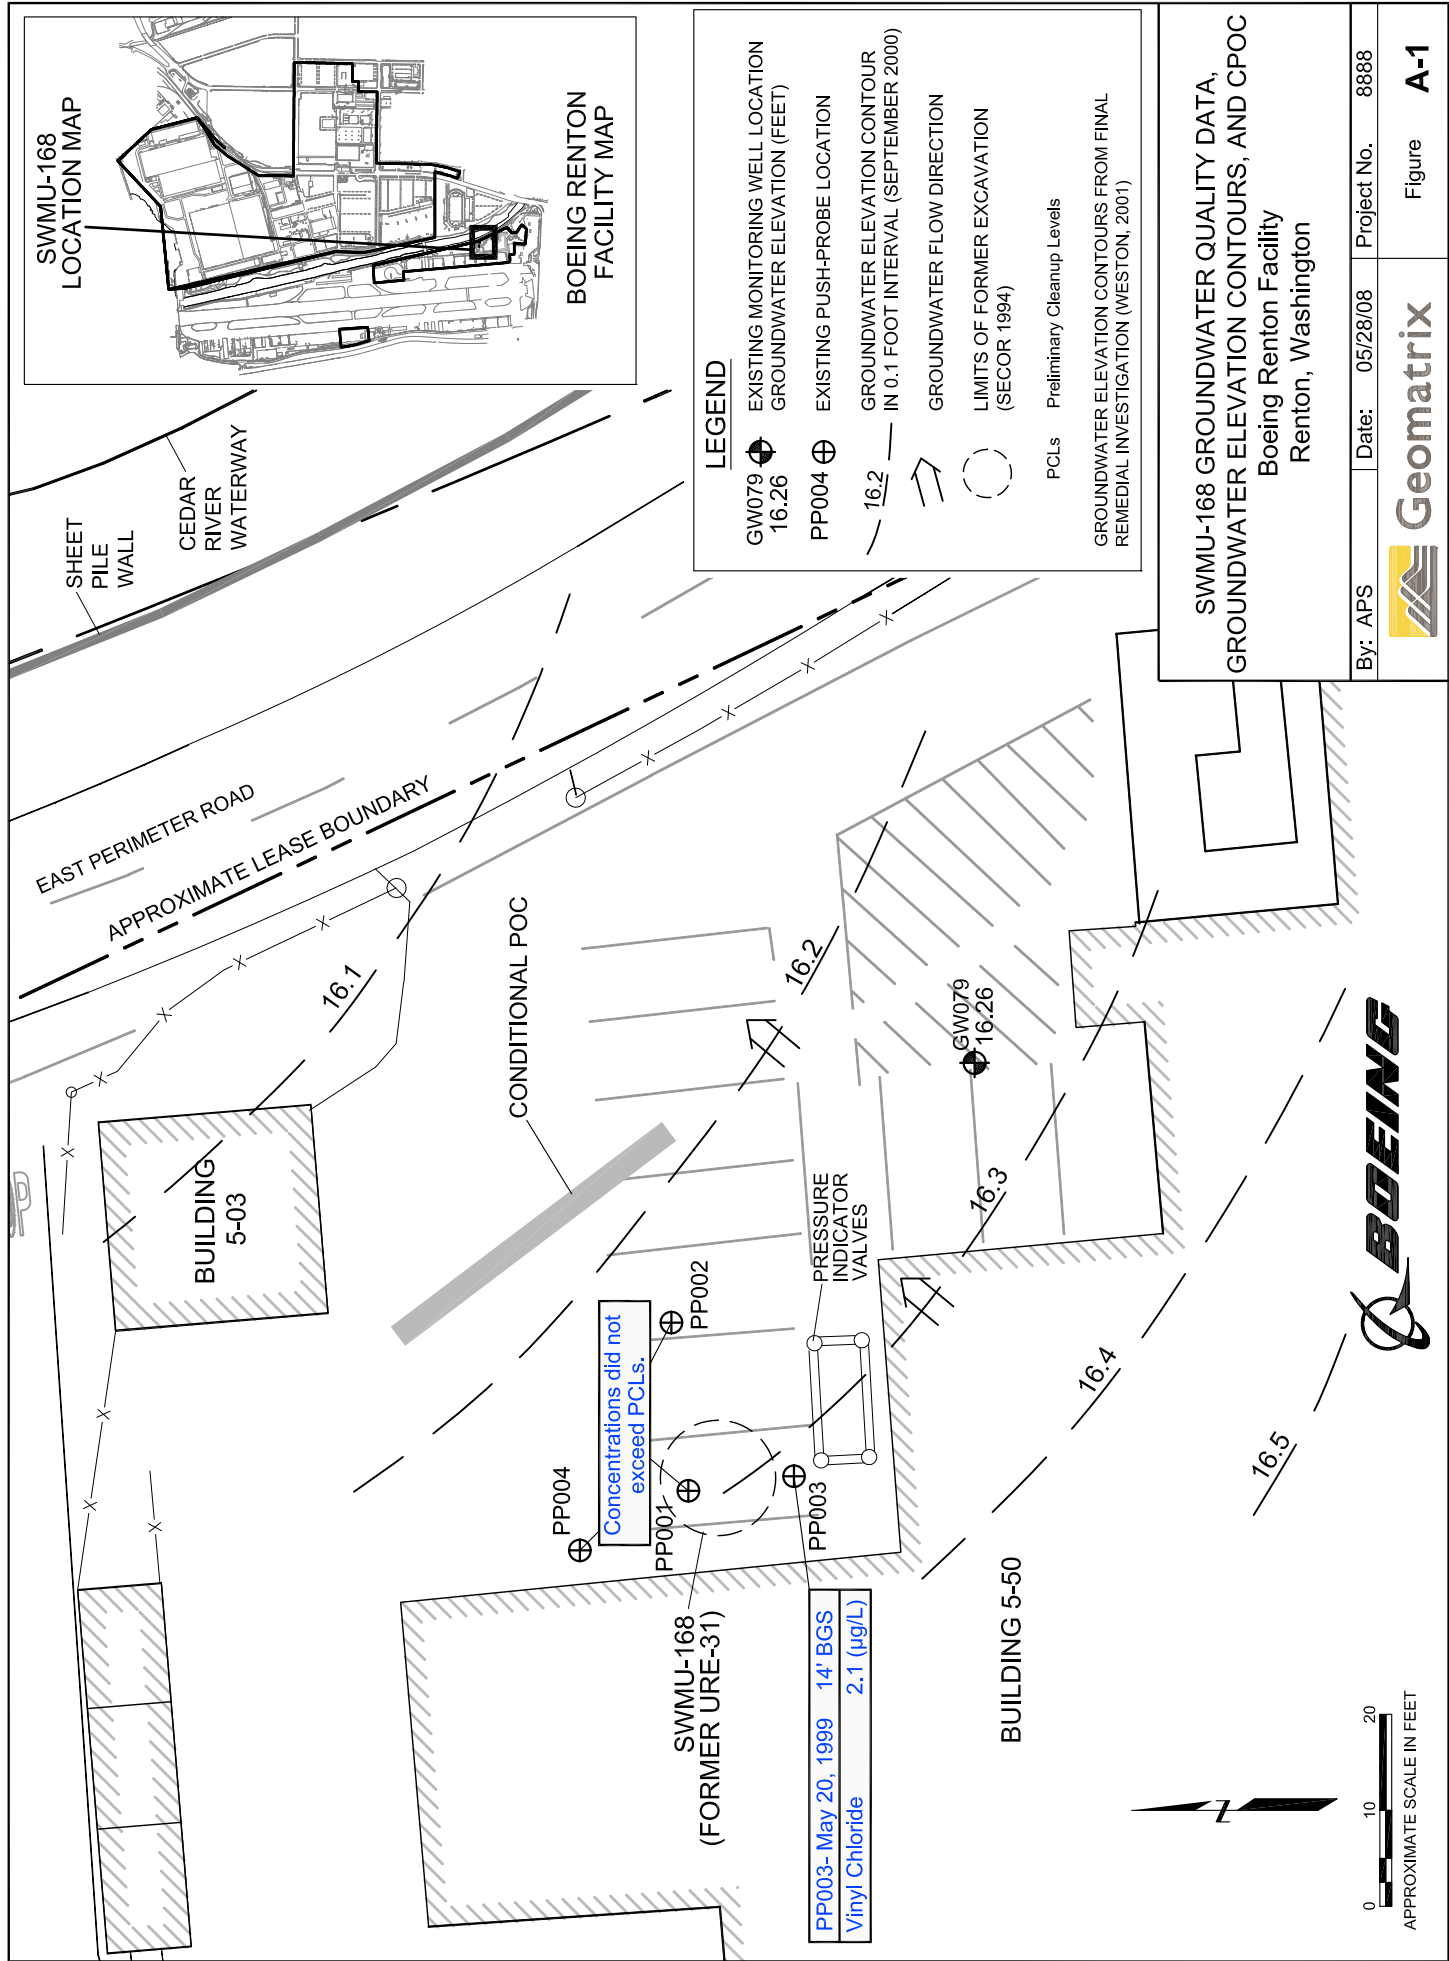 SWMU-168
LOCATION MAP
BOEING RENTON
FACILITY MAP
SHEET
PILE
WALL
CEDAR
RIVER
WATERWAY
EAST PERIMETER ROAD
APPROXIMATE LEASE BOUNDARY
16.1
BUILDING
5-03
CONDITIONAL POC
16.2
GW079
16.26
16.3
PRESSURE
INDICATOR
VALVES
PP002
Concentrations did not
exceed PCLs.
PP004
PP001
PP003
SWMU-168
(FORMER URE-31)
PP003- May 20, 1999 14' BGS
Vinyl Chloride 2.1 (µg/L)
16.4
16.5
BUILDING 5-50
N
0 10 20
APPROXIMATE SCALE IN FEET
BOEING
LEGEND
GW079
16.26
EXISTING MONITORING WELL LOCATION
GROUNDWATER ELEVATION (FEET)
PP004
EXISTING PUSH-PROBE LOCATION
16.2
GROUNDWATER ELEVATION CONTOUR
IN 0.1 FOOT INTERVAL (SEPTEMBER 2000)
GROUNDWATER FLOW DIRECTION
LIMITS OF FORMER EXCAVATION
(SECOR 1994)
PCLs Preliminary Cleanup Levels
GROUNDWATER ELEVATION CONTOURS FROM FINAL
REMEDIAL INVESTIGATION (WESTON, 2001)
SWMU-168 GROUNDWATER QUALITY DATA,
GROUNDWATER ELEVATION CONTOURS, AND CPOC
Boeing Renton Facility
Renton, Washington
By: APS Date: 05/28/08 Project No. 8888
Geomatrix
Figure A-1